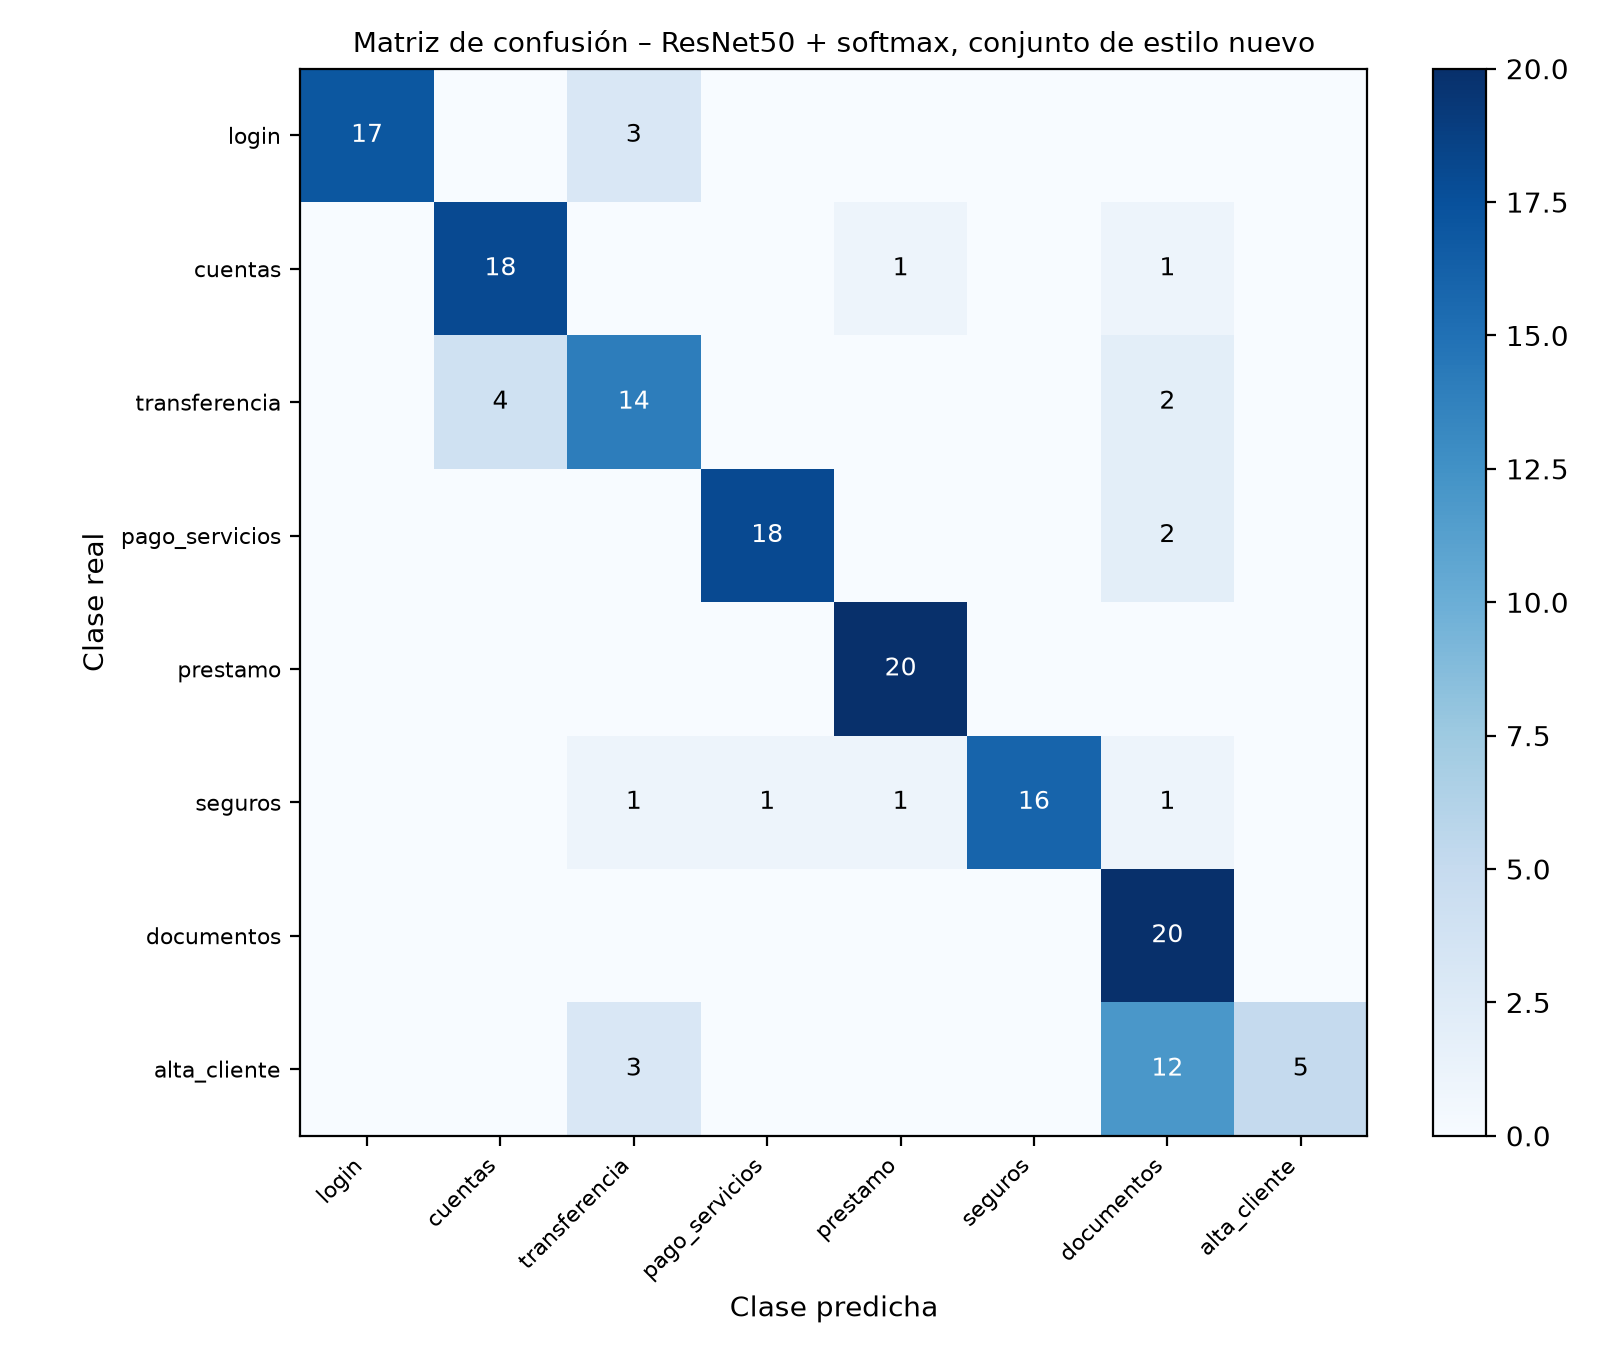 Matriz de confusión – ResNet50 + softmax, conjunto de estilo nuevo
login 17 3
cuentas 18 1 1
transferencia 4 14 2
pago_servicios 18 2
prestamo 20
seguros 1 1 1 16 1
documentos 20
alta_cliente 3 12 5
Clase real
login
cuentas
transferencia
pago_servicios
prestamo
seguros
documentos
alta_cliente
Clase predicha
20.0
17.5
15.0
12.5
10.0
7.5
5.0
2.5
0.0